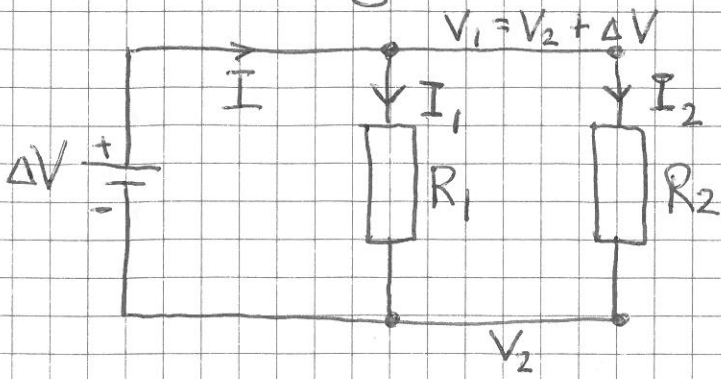 V₁ = V₂ + ΔV
I
I₁
I₂
ΔV
+
-
R₁
R₂
V₂